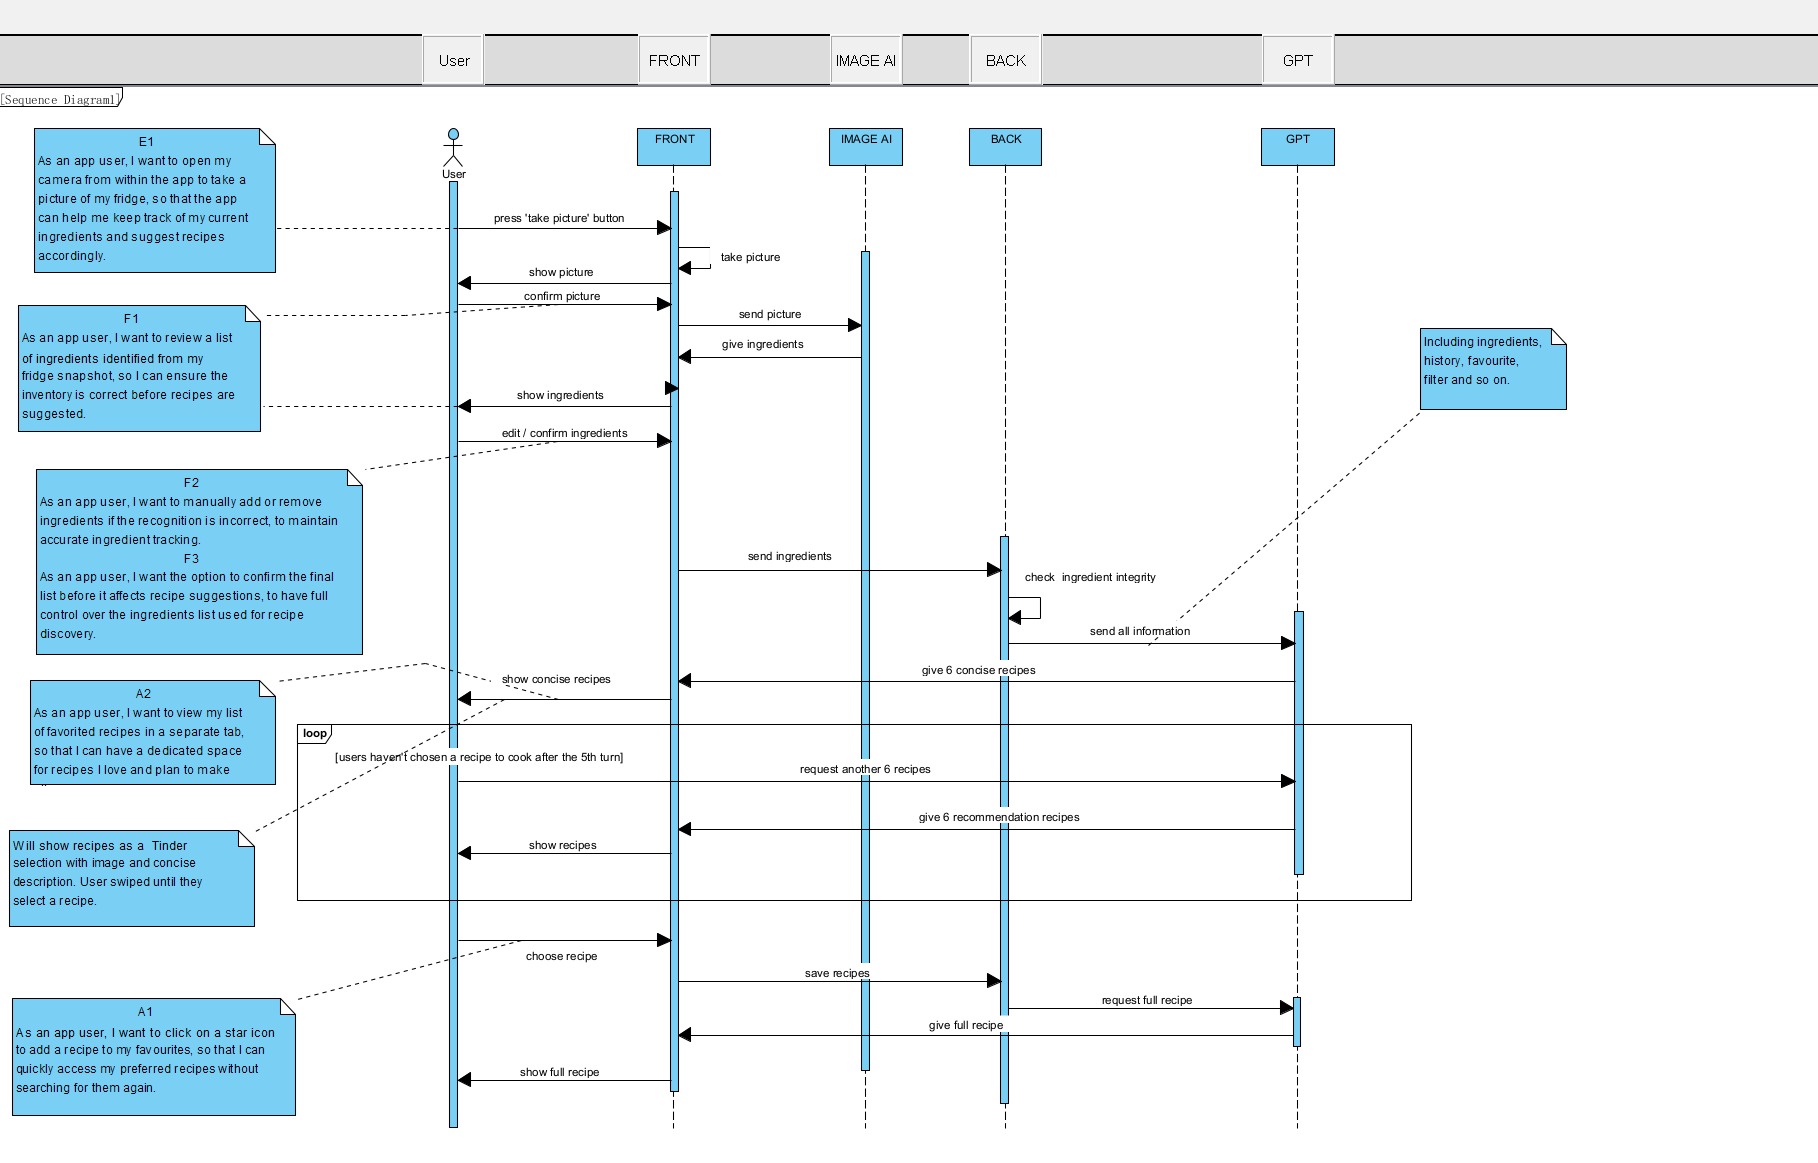 User
FRONT
IMAGE AI
BACK
GPT
[Sequence Diagram1]
FRONT
IMAGE AI
BACK
GPT
User
E1
As an app user, I want to open my
camera from within the app to take a
picture of my fridge, so that the app
can help me keep track of my current
ingredients and suggest recipes
accordingly.
press 'take picture' button
take picture
show picture
confirm picture
F1
As an app user, I want to review a list
of ingredients identified from my
fridge snapshot, so I can ensure the
inventory is correct before recipes are
suggested.
send picture
give ingredients
show ingredients
edit / confirm ingredients
Including ingredients,
history, favourite,
filter and so on.
F2
As an app user, I want to manually add or remove
ingredients if the recognition is incorrect, to maintain
accurate ingredient tracking.
F3
As an app user, I want the option to confirm the final
list before it affects recipe suggestions, to have full
control over the ingredients list used for recipe
discovery.
send ingredients
check  ingredient integrity
send all information
give 6 concise recipes
show concise recipes
A2
As an app user, I want to view my list
of favorited recipes in a separate tab,
so that I can have a dedicated space
for recipes I love and plan to make
loop
[users haven't chosen a recipe to cook after the 5th turn]
request another 6 recipes
give 6 recommendation recipes
show recipes
Will show recipes as a  Tinder
selection with image and concise
description. User swiped until they
select a recipe.
choose recipe
save recipes
request full recipe
give full recipe
show full recipe
A1
As an app user, I want to click on a star icon
to add a recipe to my favourites, so that I can
quickly access my preferred recipes without
searching for them again.